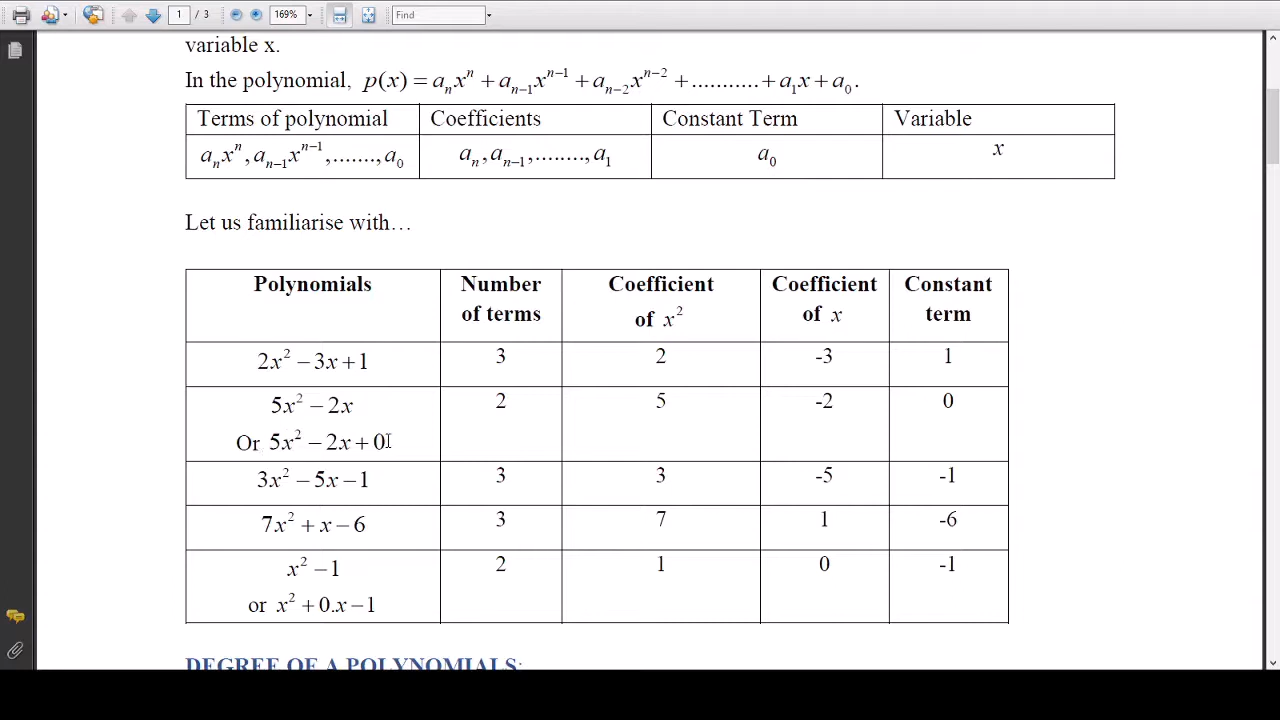 1 / 3 169% Find
variable x.
In the polynomial, p(x) = aₙxⁿ + aₙ₋₁xⁿ⁻¹ + aₙ₋₂xⁿ⁻² + ........... + a₁x + a₀.
Terms of polynomial Coefficients Constant Term Variable
aₙxⁿ, aₙ₋₁xⁿ⁻¹, ......., a₀ aₙ, aₙ₋₁, ........, a₁ a₀ x
Let us familiarise with…
Polynomials Number Coefficient Coefficient Constant
of terms of x² of x term
2x² − 3x + 1 3 2 -3 1
5x² − 2x 2 5 -2 0
Or 5x² − 2x + 0
3x² − 5x − 1 3 3 -5 -1
7x² + x − 6 3 7 1 -6
x² − 1 2 1 0 -1
or x² + 0.x − 1
DEGREE OF A POLYNOMIALS: